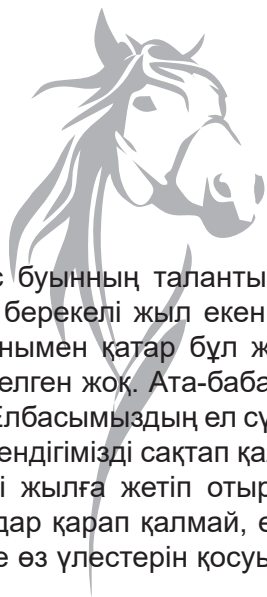 буынның таланты
берекелі жыл екен
нымен қатар бұл ж
елген жоқ. Ата-баба
Елбасымыздың ел сү
ендігімізді сақтап қа
і жылға жетіп отыр
дар қарап қалмай, е
е өз үлестерін қосуы